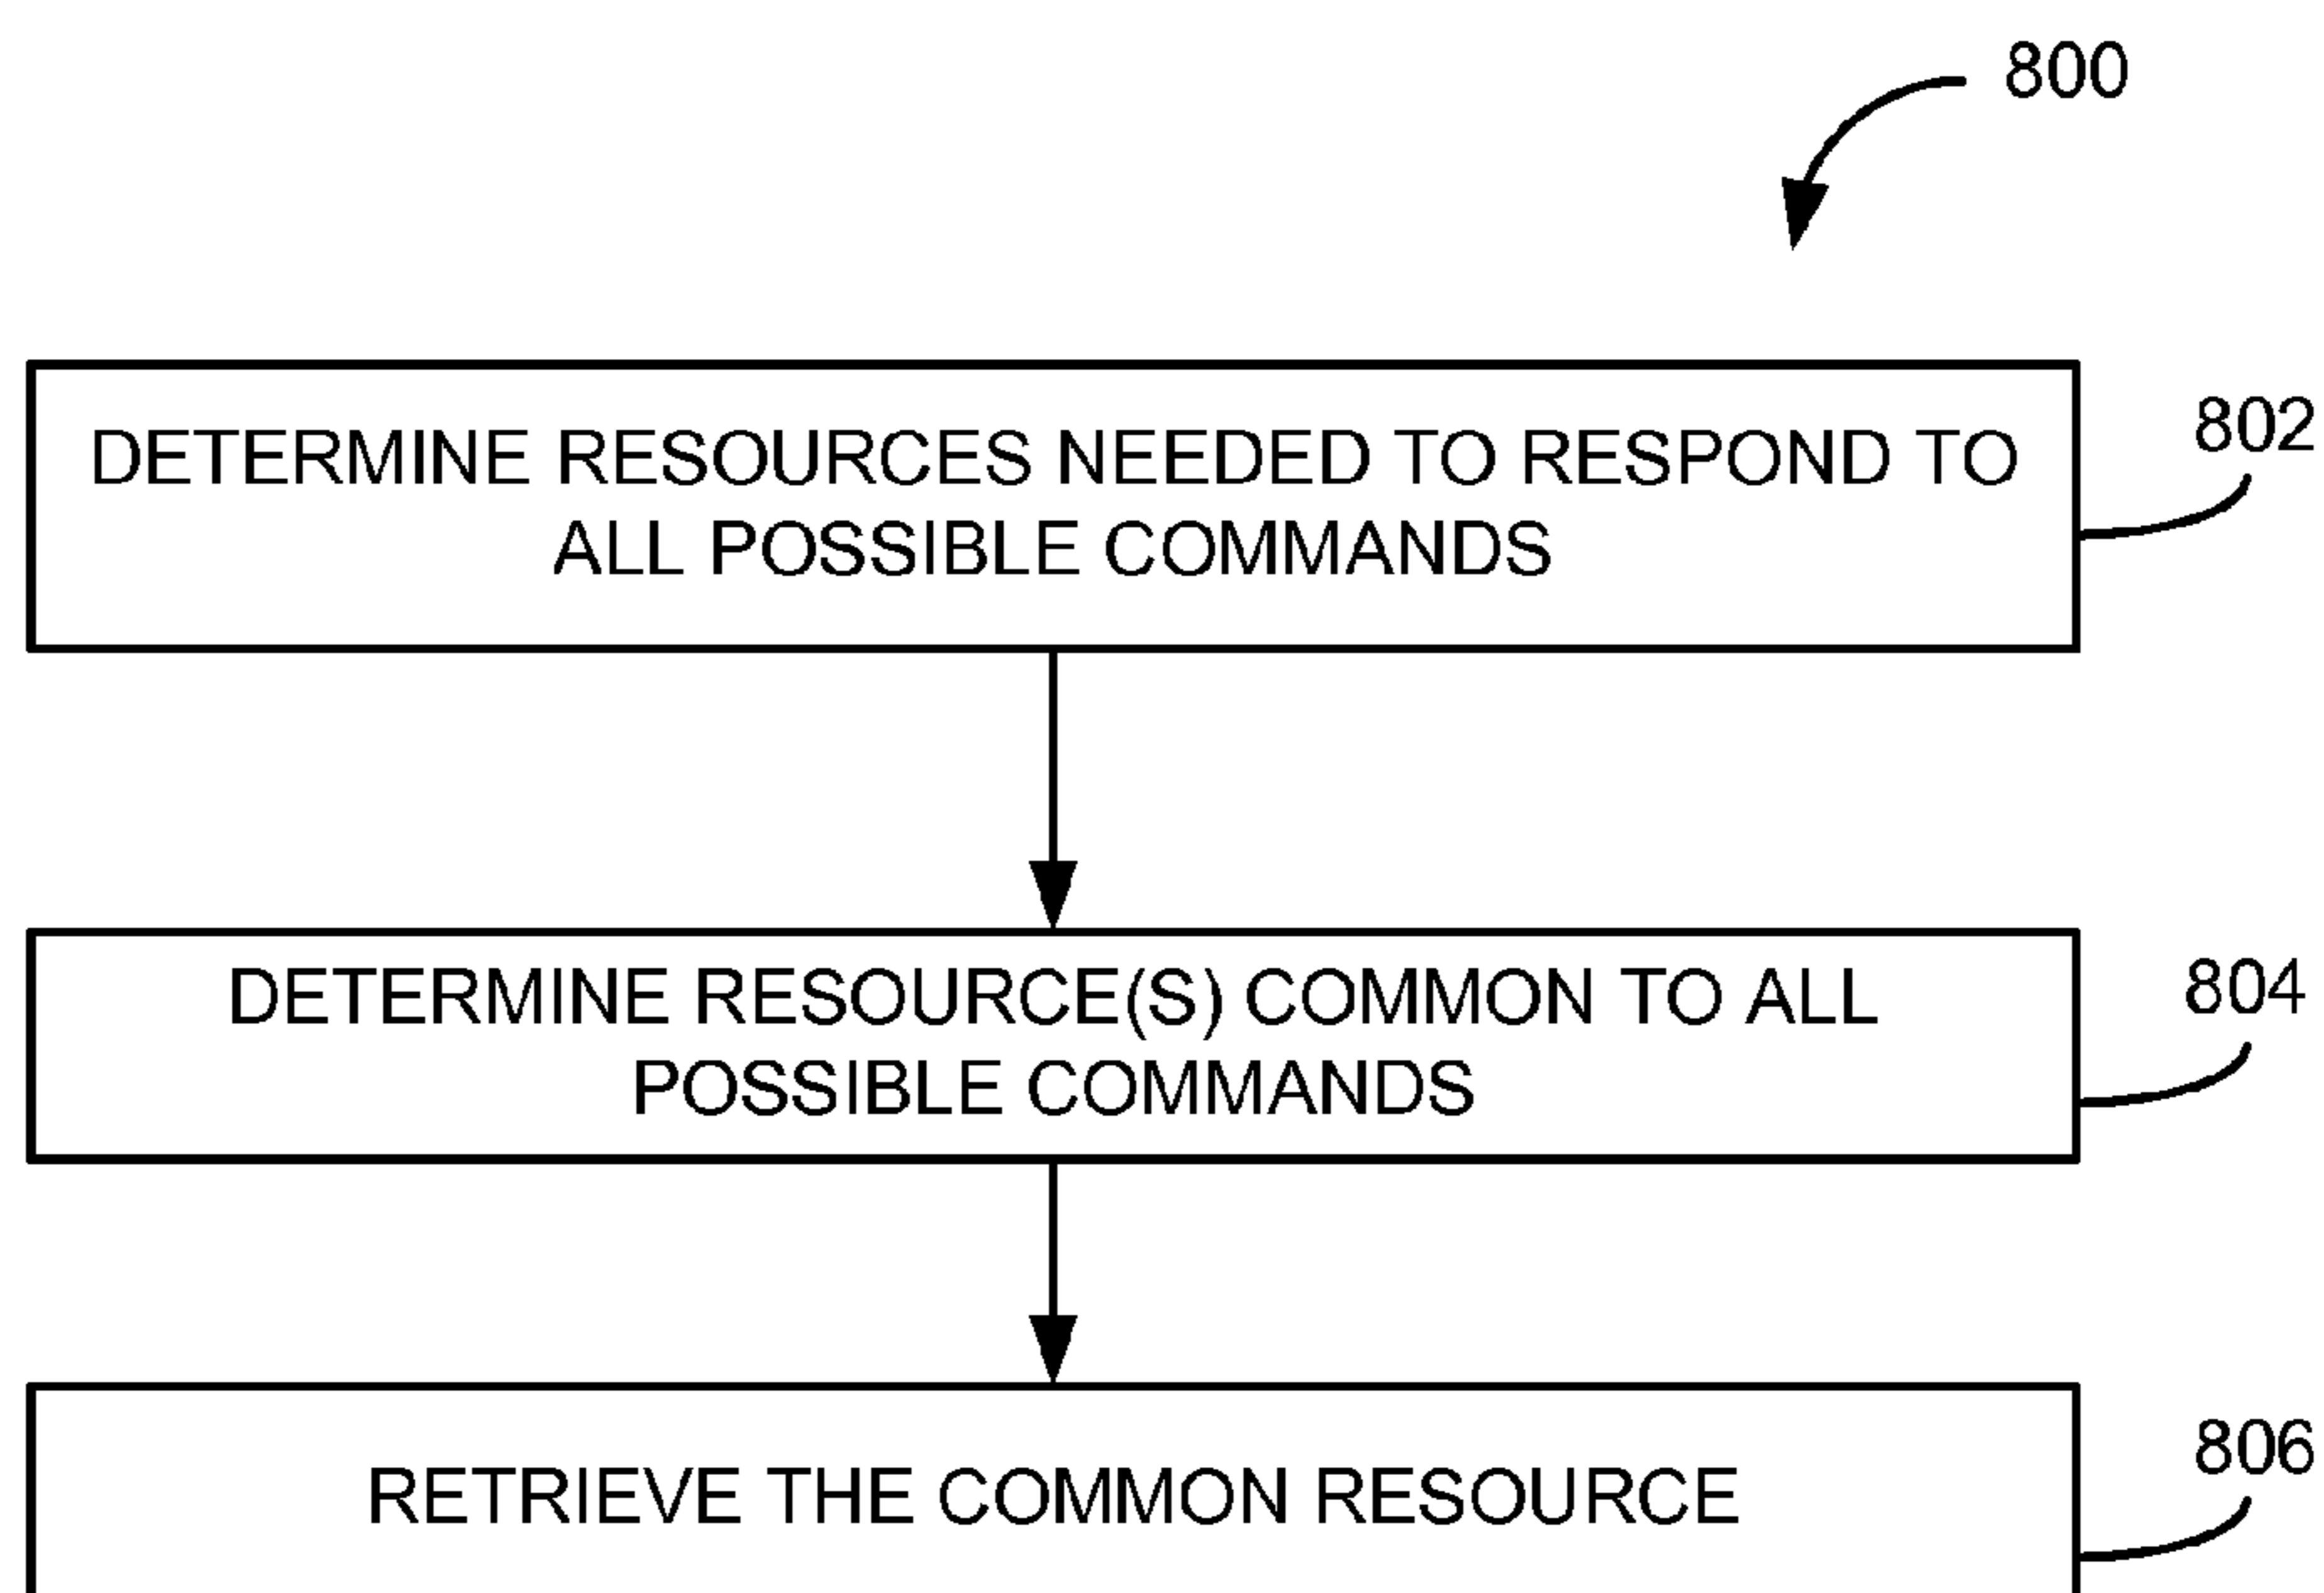 800
DETERMINE RESOURCES NEEDED TO RESPOND TO
ALL POSSIBLE COMMANDS
802
DETERMINE RESOURCE(S) COMMON TO ALL
POSSIBLE COMMANDS
804
RETRIEVE THE COMMON RESOURCE
806